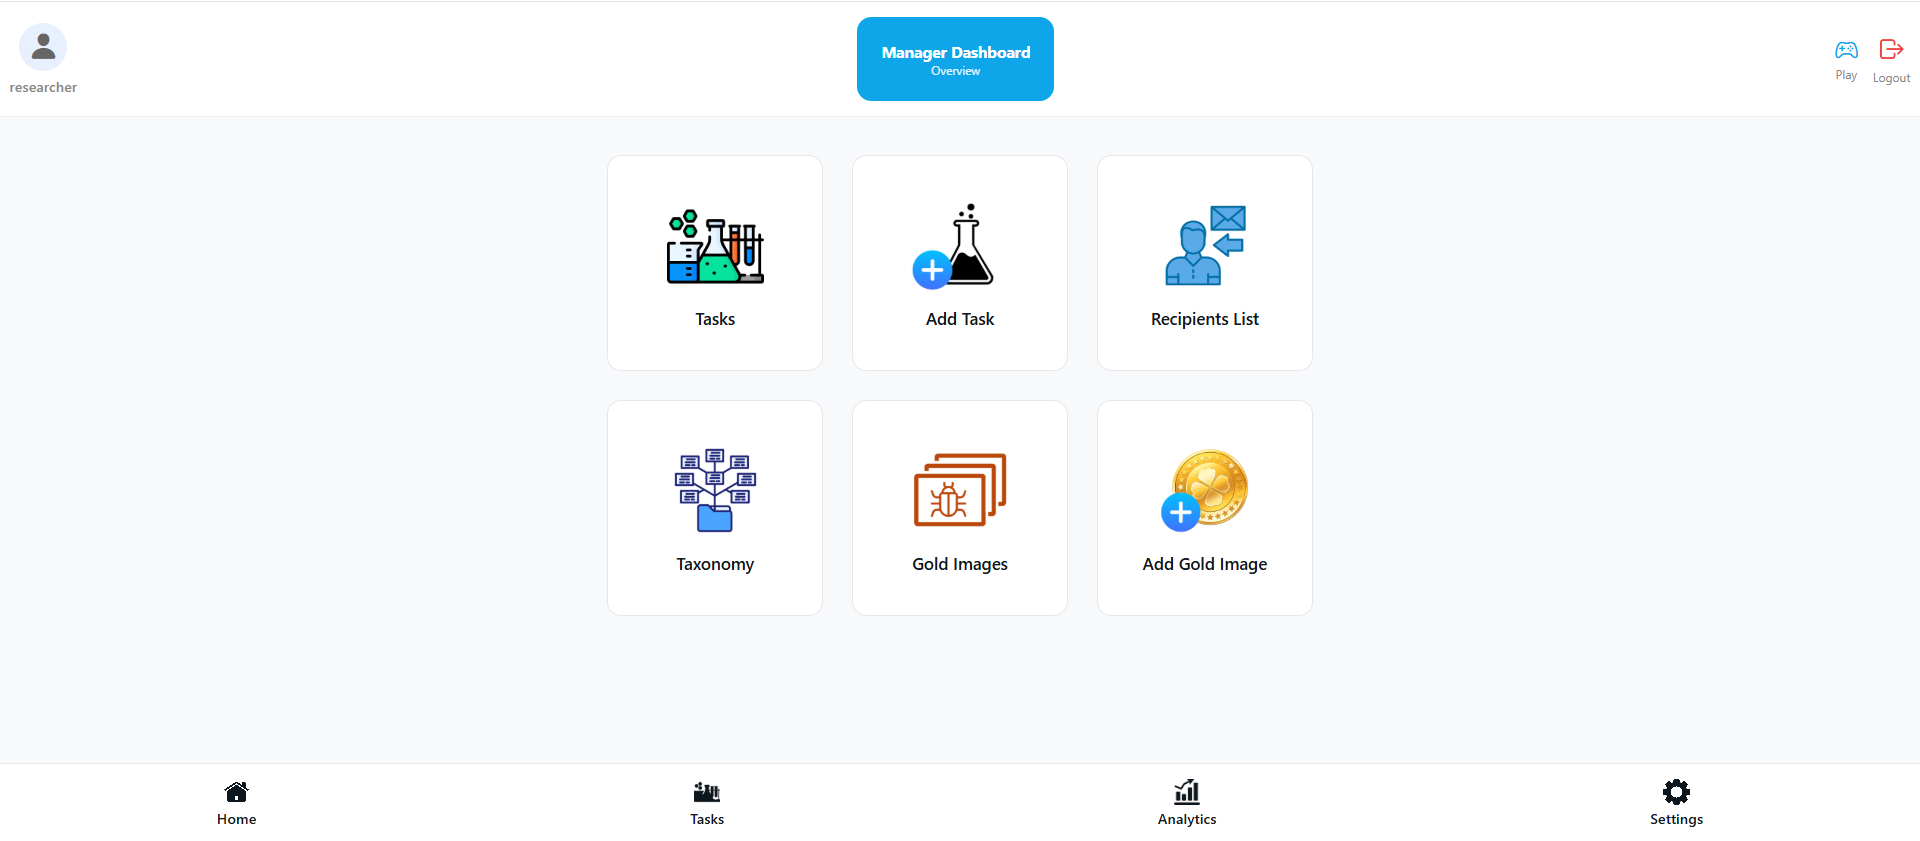 researcher
Manager Dashboard
Overview
Play
Logout
Tasks
Add Task
Recipients List
Taxonomy
Gold Images
Add Gold Image
Home
Tasks
Analytics
Settings